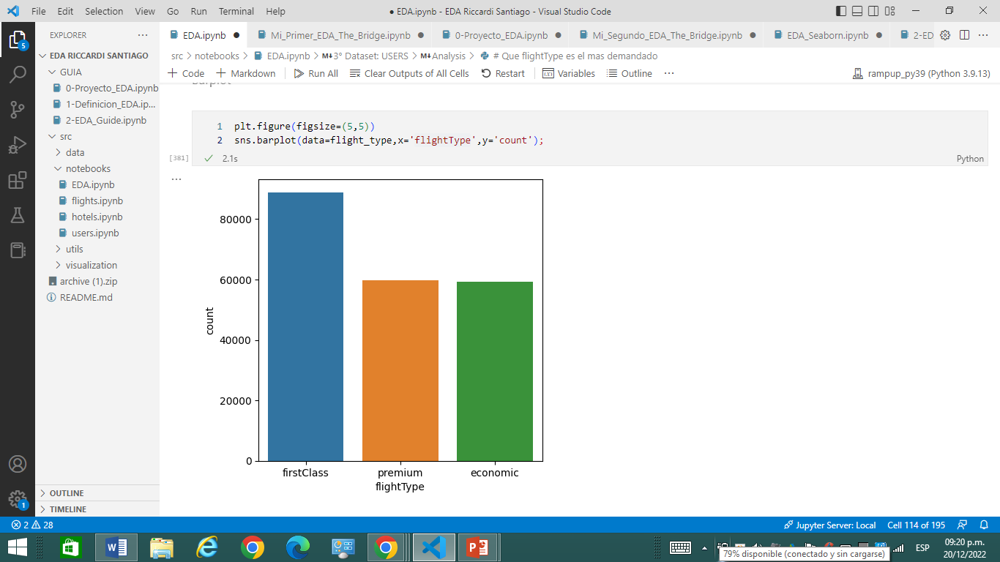 File Edit Selection View Go Run Terminal Help
● EDA.ipynb - EDA Riccardi Santiago - Visual Studio Code
EXPLORER
EDA.ipynb
Mi_Primer_EDA_The_Bridge.ipynb
0-Proyecto_EDA.ipynb
Mi_Segundo_EDA_The_Bridge.ipynb
EDA_Seaborn.ipynb
2-ED
5
src > notebooks > EDA.ipynb > M↓3° Dataset: USERS > M↓Analysis > # Que flightType es el mas demandado
+ Code + Markdown Run All Clear Outputs of All Cells Restart Variables Outline ...
rampup_py39 (Python 3.9.13)
EDA RICCARDI SANTIAGO
GUIA
0-Proyecto_EDA.ipynb
1-Definicion_EDA.ip...
2-EDA_Guide.ipynb
src
data
notebooks
EDA.ipynb
flights.ipynb
hotels.ipynb
users.ipynb
utils
visualization
archive (1).zip
README.md
OUTLINE
TIMELINE
1
Barplot
1 plt.figure(figsize=(5,5))
2 sns.barplot(data=flight_type,x='flightType',y='count');
[381]
2.1s
Python
80000
60000
40000
20000
0
count
firstClass premium economic
flightType
2 28
Jupyter Server: Local
Cell 114 of 195
ESP
09:20 p.m.
20/12/2022
79% disponible (conectado y sin cargarse)